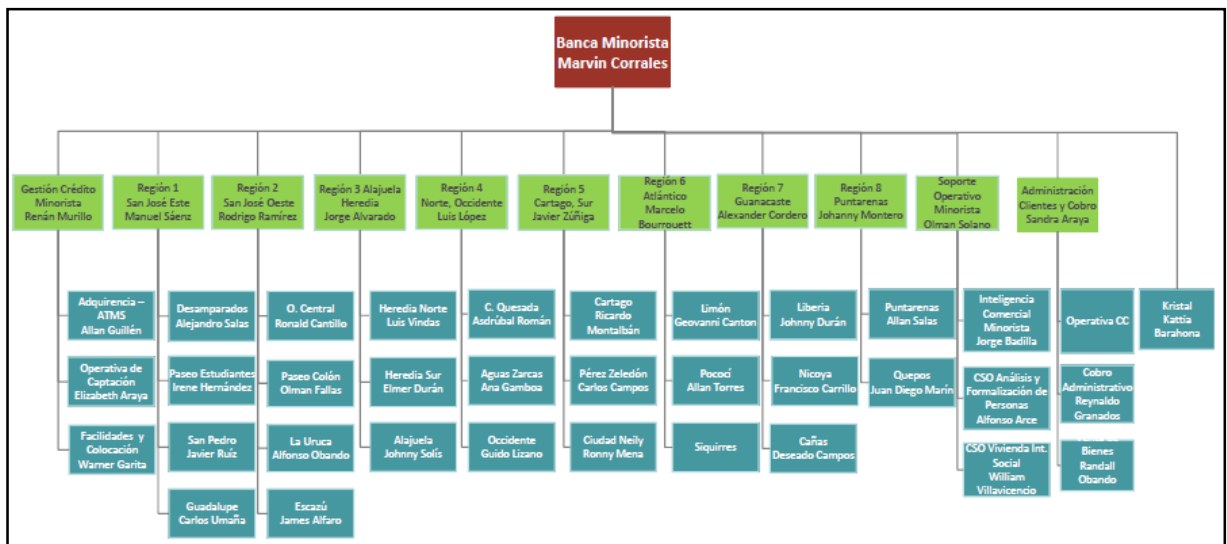 Banca Minorista
Marvin Corrales
Gestión Crédito
Minorista
Renán Murillo
Región 1
San José Este
Manuel Sáenz
Región 2
San José Oeste
Rodrigo Ramírez
Región 3 Alajuela
Heredia
Jorge Alvarado
Región 4
Norte, Occidente
Luis López
Región 5
Cartago, Sur
Javier Zúñiga
Región 6
Atlántico
Marcelo
Bourrouett
Región 7
Guanacaste
Alexander Cordero
Región 8
Puntarenas
Johanny Montero
Soporte
Operativo
Minorista
Olman Solano
Administración
Clientes y Cobro
Sandra Araya
Adquirencia –
ATMS
Allan Guillén
Desamparados
Alejandro Salas
O. Central
Ronald Cantillo
Heredia Norte
Luis Vindas
C. Quesada
Asdrúbal Román
Cartago
Ricardo
Montalbán
Limón
Geovanni Canton
Liberia
Johnny Durán
Puntarenas
Allan Salas
Inteligencia
Comercial
Minorista
Jorge Badilla
Operativa CC
Kristal
Kattia
Barahona
Operativa de
Captación
Elizabeth Araya
Paseo Estudiantes
Irene Hernández
Paseo Colón
Olman Fallas
Heredia Sur
Elmer Durán
Aguas Zarcas
Ana Gamboa
Pérez Zeledón
Carlos Campos
Pococí
Allan Torres
Nicoya
Francisco Carrillo
Quepos
Juan Diego Marín
CSO Análisis y
Formalización de
Personas
Alfonso Arce
Cobro
Administrativo
Reynaldo
Granados
Facilidades y
Colocación
Warner Garita
San Pedro
Javier Ruíz
La Uruca
Alfonso Obando
Alajuela
Johnny Solís
Occidente
Guido Lizano
Ciudad Neily
Ronny Mena
Siquirres
Cañas
Deseado Campos
CSO Vivienda Int.
Social
William
Villavicencio
de
Bienes
Randall
Obando
Guadalupe
Carlos Umaña
Escazú
James Alfaro